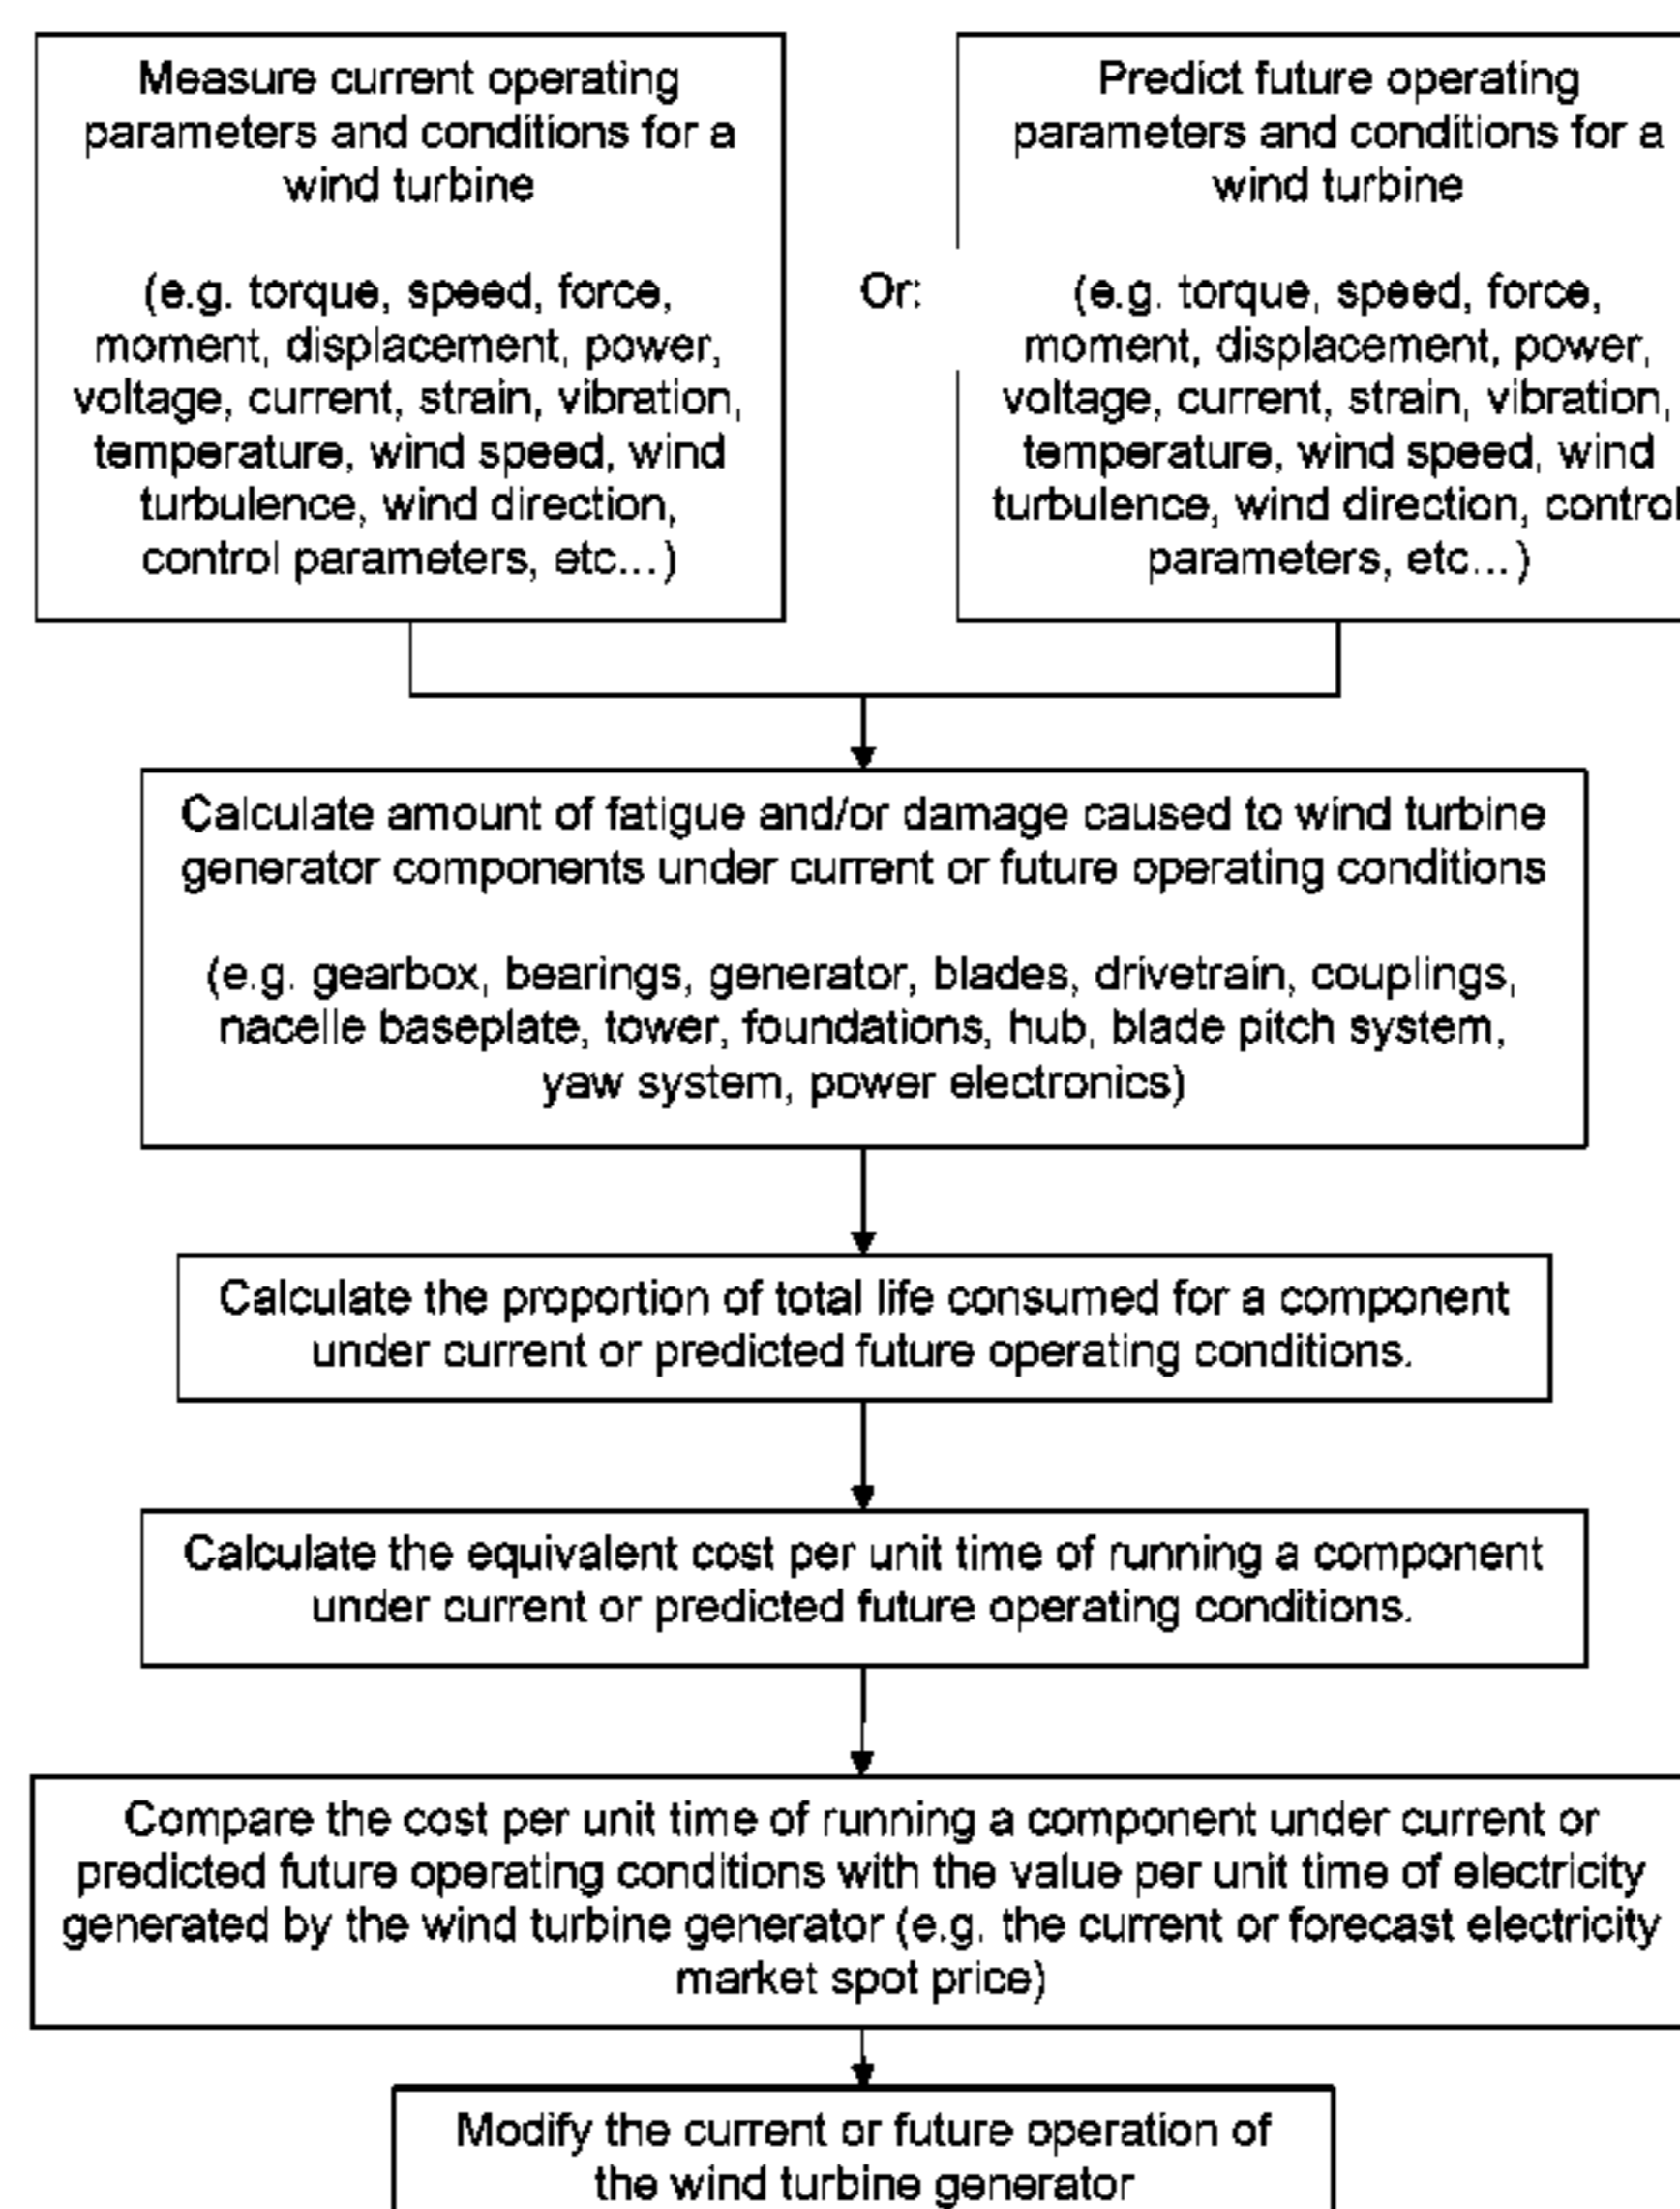 Measure current operating
parameters and conditions for a
wind turbine
(e.g. torque, speed, force,
moment, displacement, power,
voltage, current, strain, vibration,
temperature, wind speed, wind
turbulence, wind direction,
control parameters, etc...)
Or:
Predict future operating
parameters and conditions for a
wind turbine
(e.g. torque, speed, force,
moment, displacement, power,
voltage, current, strain, vibration,
temperature, wind speed, wind
turbulence, wind direction, control
parameters, etc...)
Calculate amount of fatigue and/or damage caused to wind turbine
generator components under current or future operating conditions
(e.g. gearbox, bearings, generator, blades, drivetrain, couplings,
nacelle baseplate, tower, foundations, hub, blade pitch system,
yaw system, power electronics)
Calculate the proportion of total life consumed for a component
under current or predicted future operating conditions.
Calculate the equivalent cost per unit time of running a component
under current or predicted future operating conditions.
Compare the cost per unit time of running a component under current or
predicted future operating conditions with the value per unit time of electricity
generated by the wind turbine generator (e.g. the current or forecast electricity
market spot price)
Modify the current or future operation of
the wind turbine generator